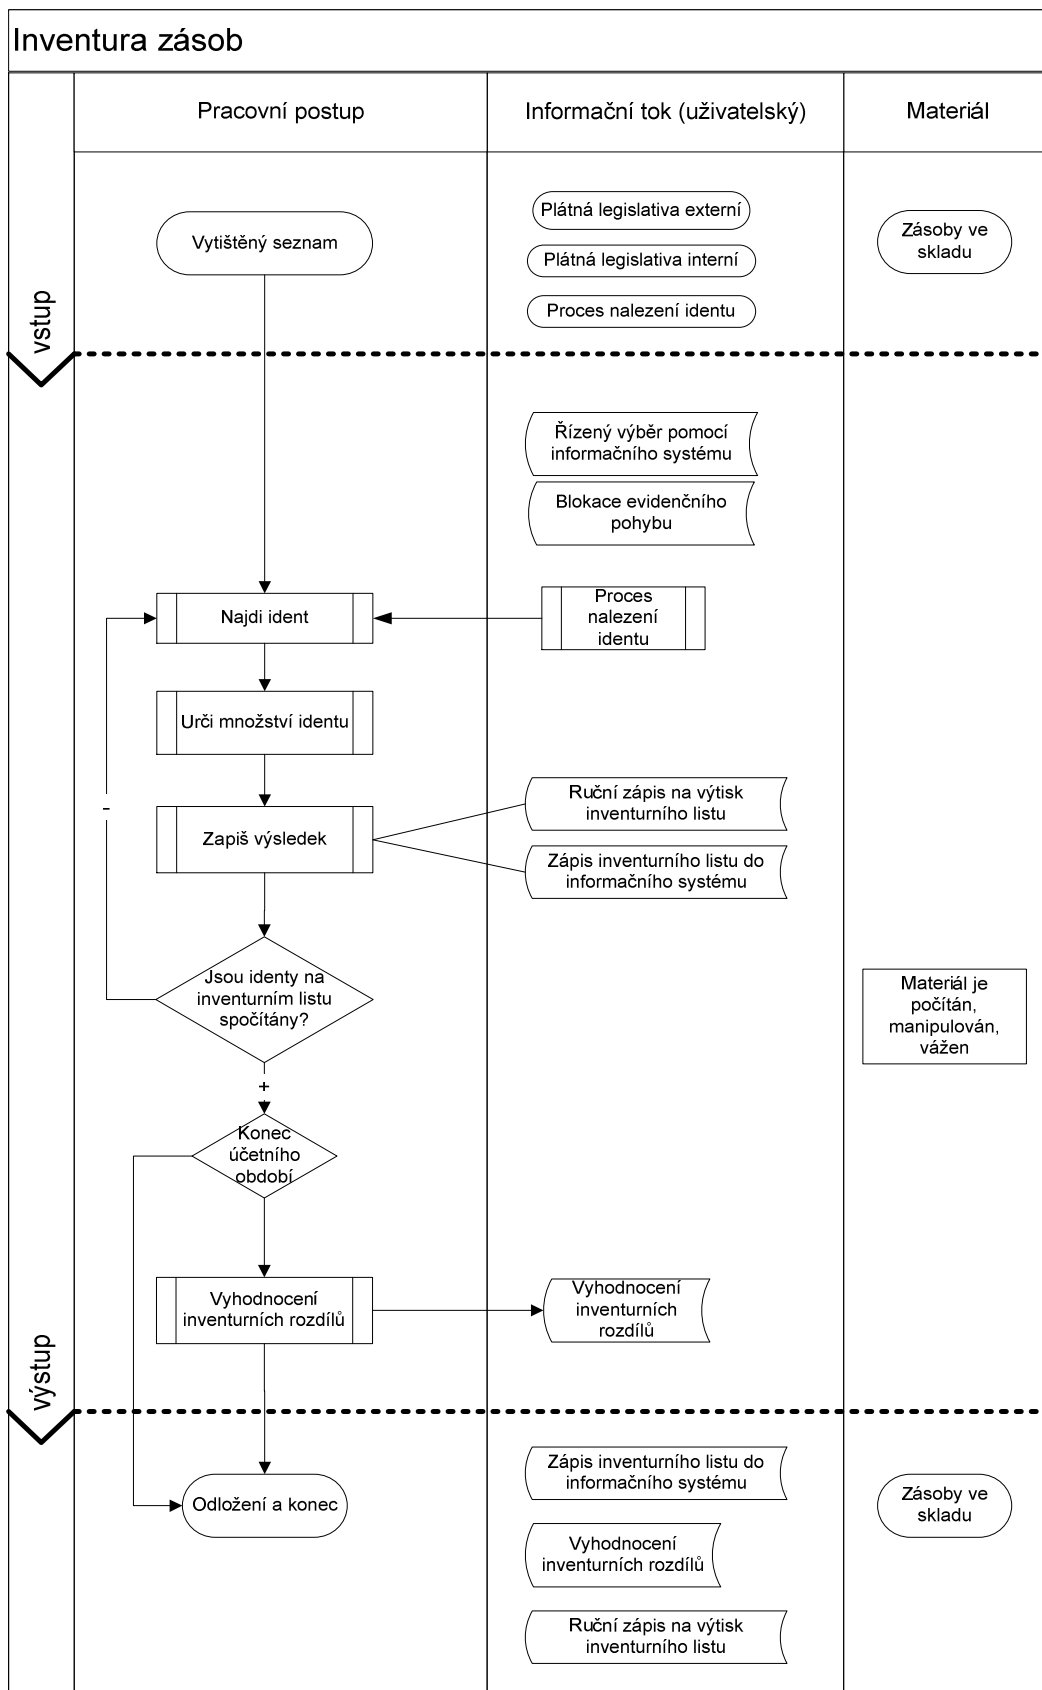 Inventura zásob
Pracovní postup
Informační tok (uživatelský)
Materiál
vstup
Vytištěný seznam
Plátná legislativa externí
Plátná legislativa interní
Proces nalezení identu
Zásoby ve
skladu
Řízený výběr pomocí
informačního systému
Blokace evidenčního
pohybu
Najdi ident
Proces
nalezení
identu
Urči množství identu
Zapiš výsledek
Ruční zápis na výtisk
inventurního listu
Zápis inventurního listu do
informačního systému
-
Jsou identy na
inventurním listu
spočítány?
Materiál je
počítán,
manipulován,
vážen
+
Konec
účetního
období
Vyhodnocení
inventurních rozdílů
Vyhodnocení
inventurních
rozdílů
výstup
Odložení a konec
Zápis inventurního listu do
informačního systému
Vyhodnocení
inventurních rozdílů
Ruční zápis na výtisk
inventurního listu
Zásoby ve
skladu